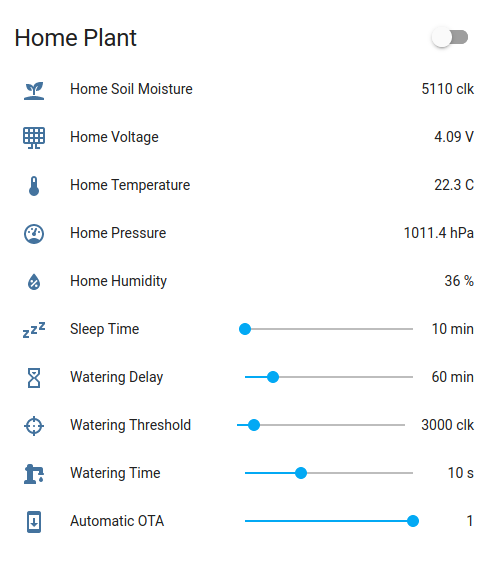 Home Plant
Home Soil Moisture 5110 clk
Home Voltage 4.09 V
Home Temperature 22.3 C
Home Pressure 1011.4 hPa
Home Humidity 36 %
Sleep Time 10 min
Watering Delay 60 min
Watering Threshold 3000 clk
Watering Time 10 s
Automatic OTA 1